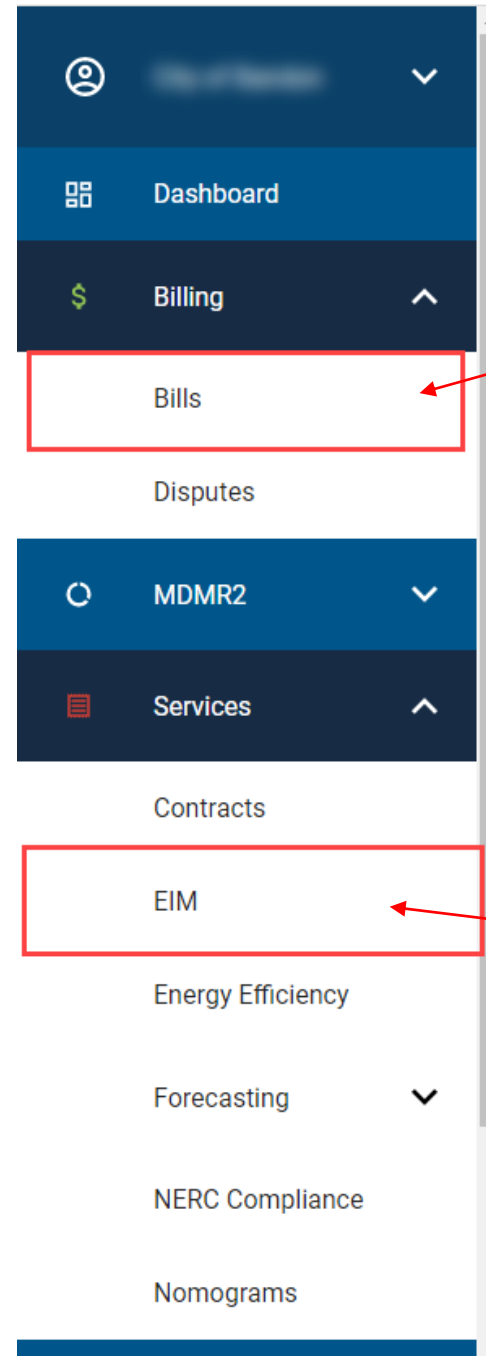 Dashboard
$ Billing
Bills
Disputes
MDMR2
Services
Contracts
EIM
Energy Efficiency
Forecasting
NERC Compliance
Nomograms